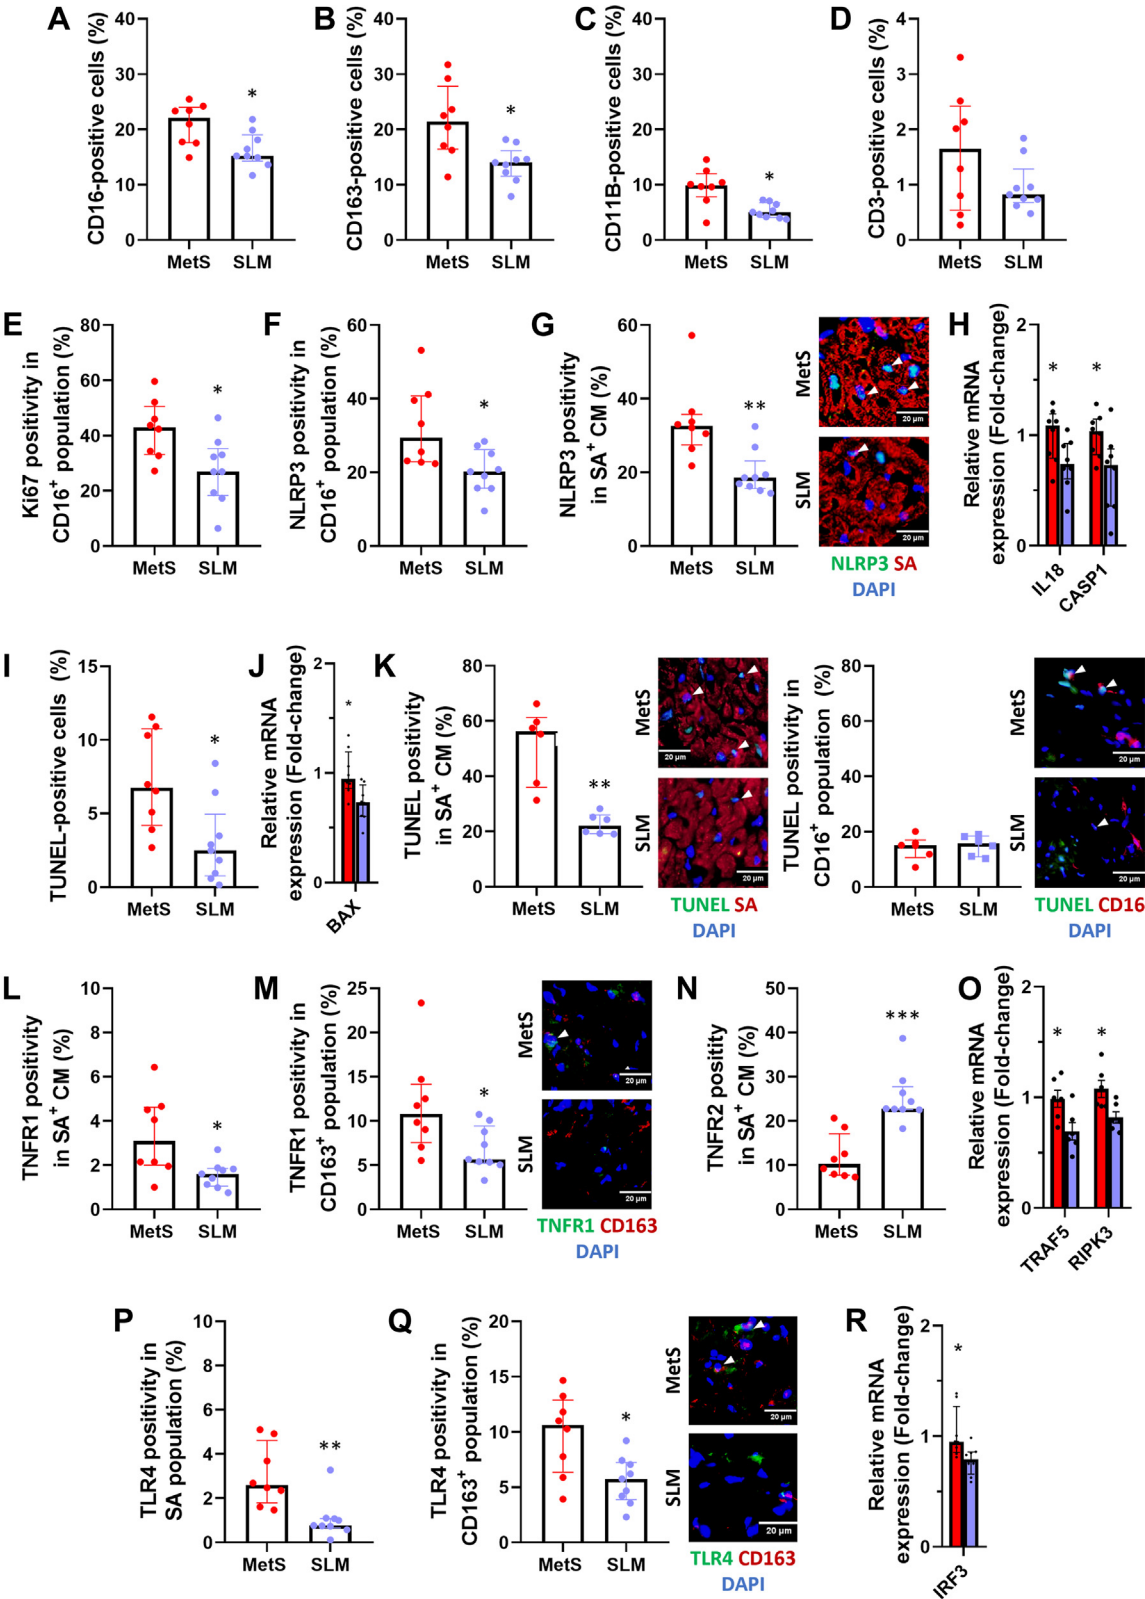 A
CD16-positive cells (%)
40
30
20
10
0
MetS
SLM
*
B
CD163-positive cells (%)
40
30
20
10
0
MetS
SLM
*
C
CD11B-positive cells (%)
40
30
20
10
0
MetS
SLM
*
D
CD3-positive cells (%)
4
3
2
1
0
MetS
SLM
E
Ki67 positivity in
CD16+ population (%)
80
60
40
20
0
MetS
SLM
*
F
NLRP3 positivity in
CD16+ population (%)
60
40
20
0
MetS
SLM
*
G
NLRP3 positivity
in SA+ CM (%)
60
40
20
0
MetS
SLM
**
MetS
20 µm
SLM
20 µm
NLRP3 SA
DAPI
H
Relative mRNA
expression (Fold-change)
2
1
0
* *
IL18
CASP1
I
TUNEL-positive cells (%)
15
10
5
0
MetS
SLM
*
J
Relative mRNA
expression (Fold-change)
2
1
0
*
BAX
K
TUNEL positivity
in SA+ CM (%)
80
60
40
20
0
MetS
SLM
**
MetS
20 µm
SLM
20 µm
TUNEL SA
DAPI
TUNEL positivity in
CD16+ population (%)
80
60
40
20
0
MetS
SLM
MetS
20 µm
SLM
20 µm
TUNEL CD16
DAPI
L
TNFR1 positivity
in SA+ CM (%)
10
8
6
4
2
0
MetS
SLM
*
M
TNFR1 positivity in
CD163+ population (%)
25
20
15
10
5
0
MetS
SLM
*
MetS
20 µm
SLM
20 µm
TNFR1 CD163
DAPI
N
TNFR2 positity
in SA+ CM (%)
50
40
30
20
10
0
MetS
SLM
***
O
Relative mRNA
expression (Fold-change)
2
1
0
* *
TRAF5
RIPK3
P
TLR4 positivity in
SA population (%)
10
8
6
4
2
0
MetS
SLM
**
Q
TLR4 positivity in
CD163+ population (%)
20
15
10
5
0
MetS
SLM
*
MetS
20 µm
SLM
20 µm
TLR4 CD163
DAPI
R
Relative mRNA
expression (Fold-change)
2
1
0
*
IRF3